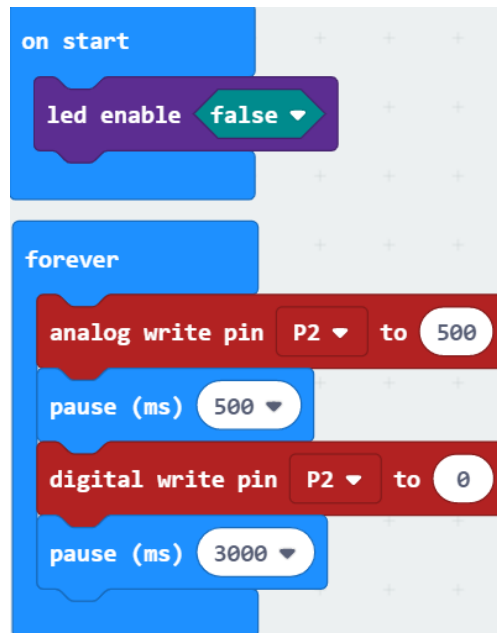 on start
led enable false
forever
analog write pin P2 to 500
pause (ms) 500
digital write pin P2 to 0
pause (ms) 3000